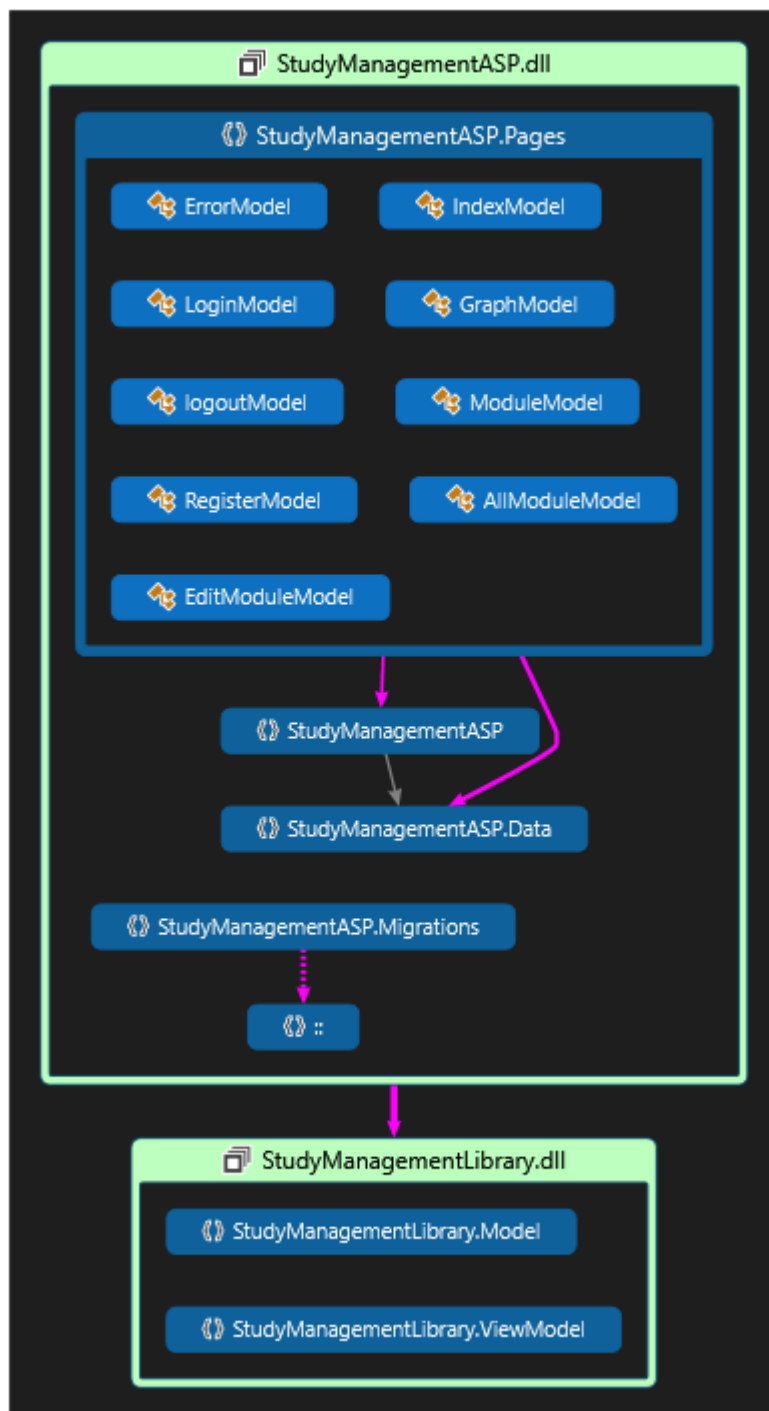 StudyManagementASP.dll
StudyManagementASP.Pages
ErrorModel
IndexModel
LoginModel
GraphModel
logoutModel
ModuleModel
RegisterModel
AllModuleModel
EditModuleModel
StudyManagementASP
StudyManagementASP.Data
StudyManagementASP.Migrations
::
StudyManagementLibrary.dll
StudyManagementLibrary.Model
StudyManagementLibrary.ViewModel